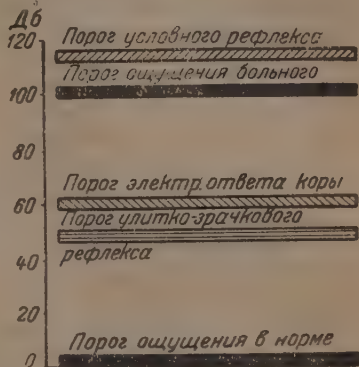 Дб
120
Порог условного рефлекса
Порог ощущения больного
100
80
Порог электр. ответа коры
60
Порог улитко-зрачкового
рефлекса
40
20
Порог ощущения в норме
0